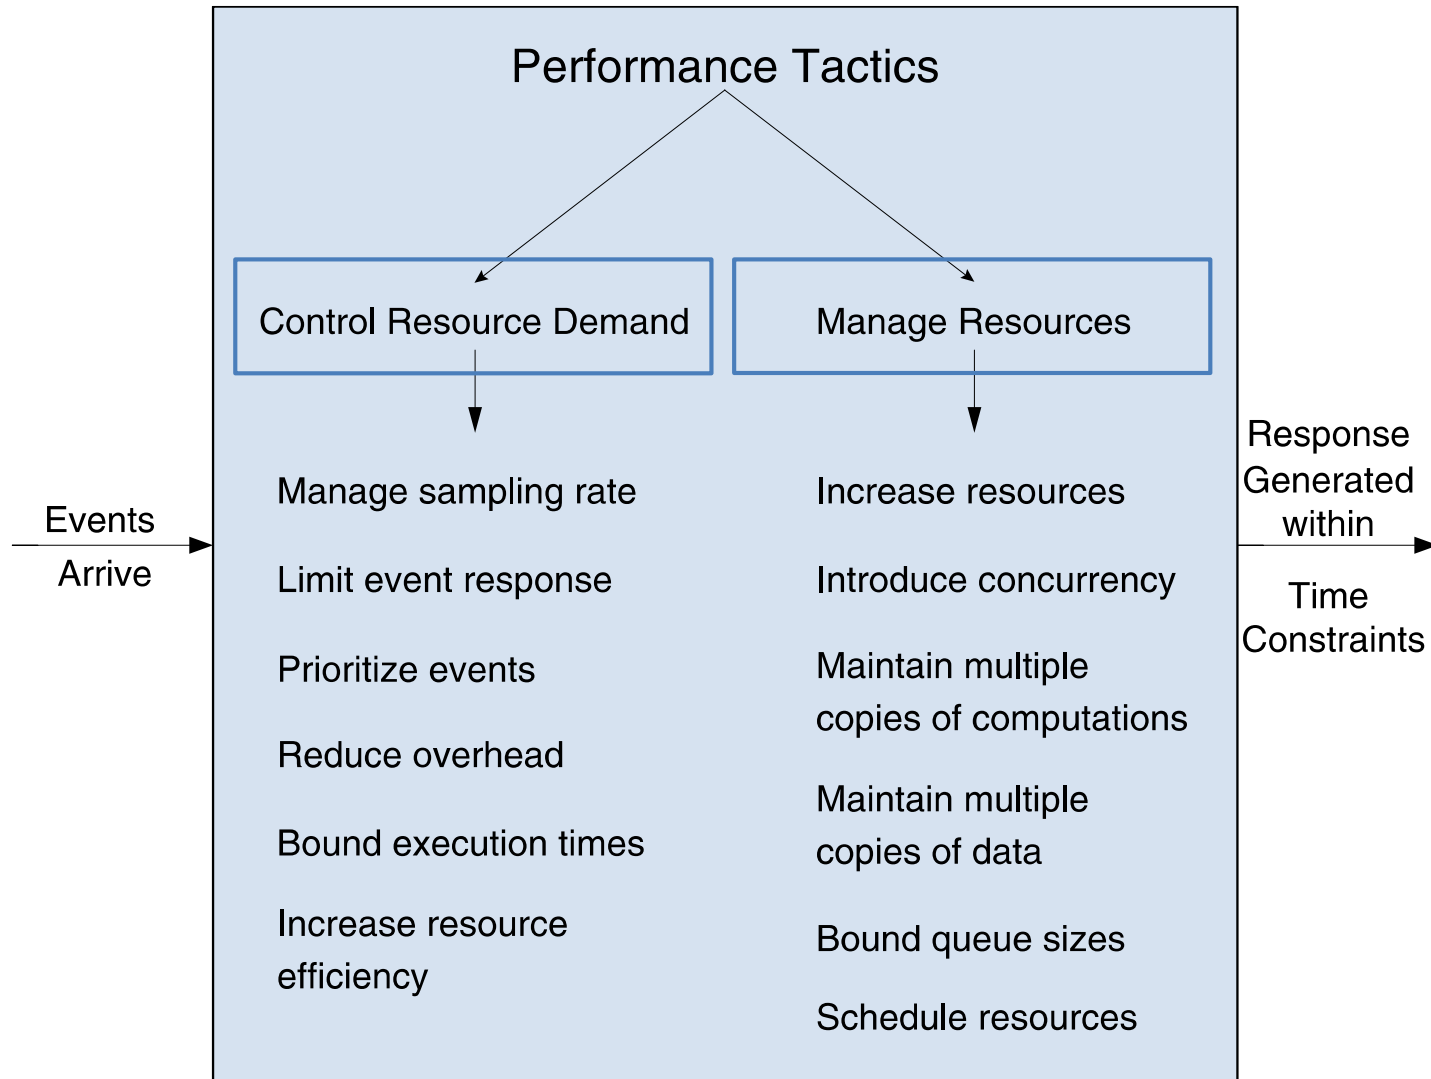 Performance Tactics
Control Resource Demand
Manage Resources
Events
Arrive
Manage sampling rate
Limit event response
Prioritize events
Reduce overhead
Bound execution times
Increase resource
efficiency
Increase resources
Introduce concurrency
Maintain multiple
copies of computations
Maintain multiple
copies of data
Bound queue sizes
Schedule resources
Response
Generated
within
Time
Constraints